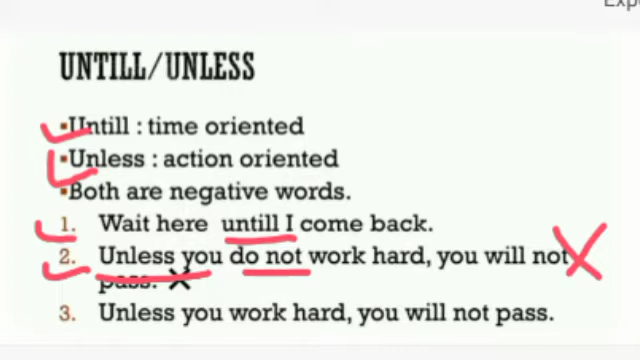 Expe
UNTILL/UNLESS
▪Untill : time oriented
▪Unless : action oriented
▪Both are negative words.
1. Wait here untill I come back.
2. Unless you do not work hard, you will not
pass. ✗
3. Unless you work hard, you will not pass.